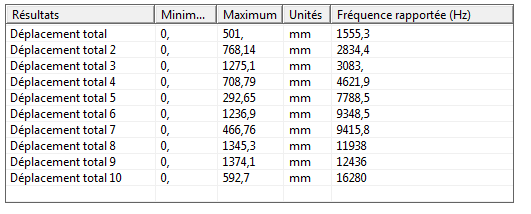 Résultats Minim... Maximum Unités Fréquence rapportée (Hz)
Déplacement total 0, 501, mm 1555,3
Déplacement total 2 0, 768,14 mm 2834,4
Déplacement total 3 0, 1275,1 mm 3083,
Déplacement total 4 0, 708,79 mm 4621,9
Déplacement total 5 0, 292,65 mm 7788,5
Déplacement total 6 0, 1236,9 mm 9348,5
Déplacement total 7 0, 466,76 mm 9415,8
Déplacement total 8 0, 1345,3 mm 11938
Déplacement total 9 0, 1374,1 mm 12436
Déplacement total 10 0, 592,7 mm 16280